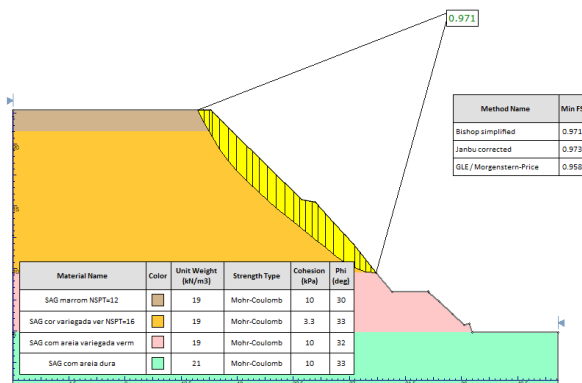 0.971
Method Name Min FS
Bishop simplified 0.971
Janbu corrected 0.973
GLE / Morgenstern-Price 0.958
Material Name Color Unit Weight (kN/m3) Strength Type Cohesion (kPa) Phi (deg)
SAG marrom NSPT=12 19 Mohr-Coulomb 10 30
SAG cor variegada ver NSPT=16 19 Mohr-Coulomb 3.3 33
SAG com areia variegada verm 19 Mohr-Coulomb 10 32
SAG com areia dura 21 Mohr-Coulomb 10 33